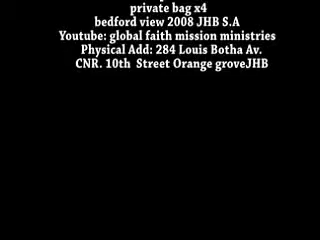 private bag x4
bedford view 2008 JHB S.A
Youtube: global faith mission ministries
Physical Add: 284 Louis Botha Av.
CNR. 10th Street Orange groveJHB